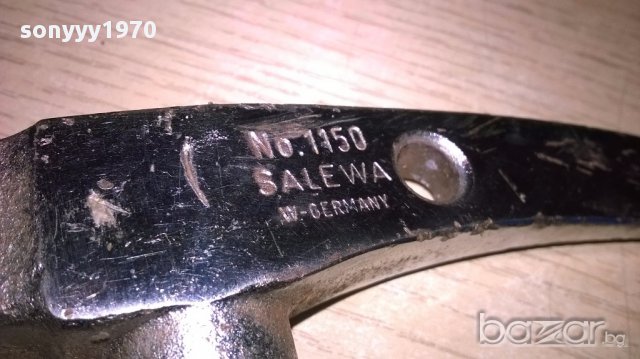 sonyyy1970
No.1150
SALEWA
W-GERMANY
bazar.bg